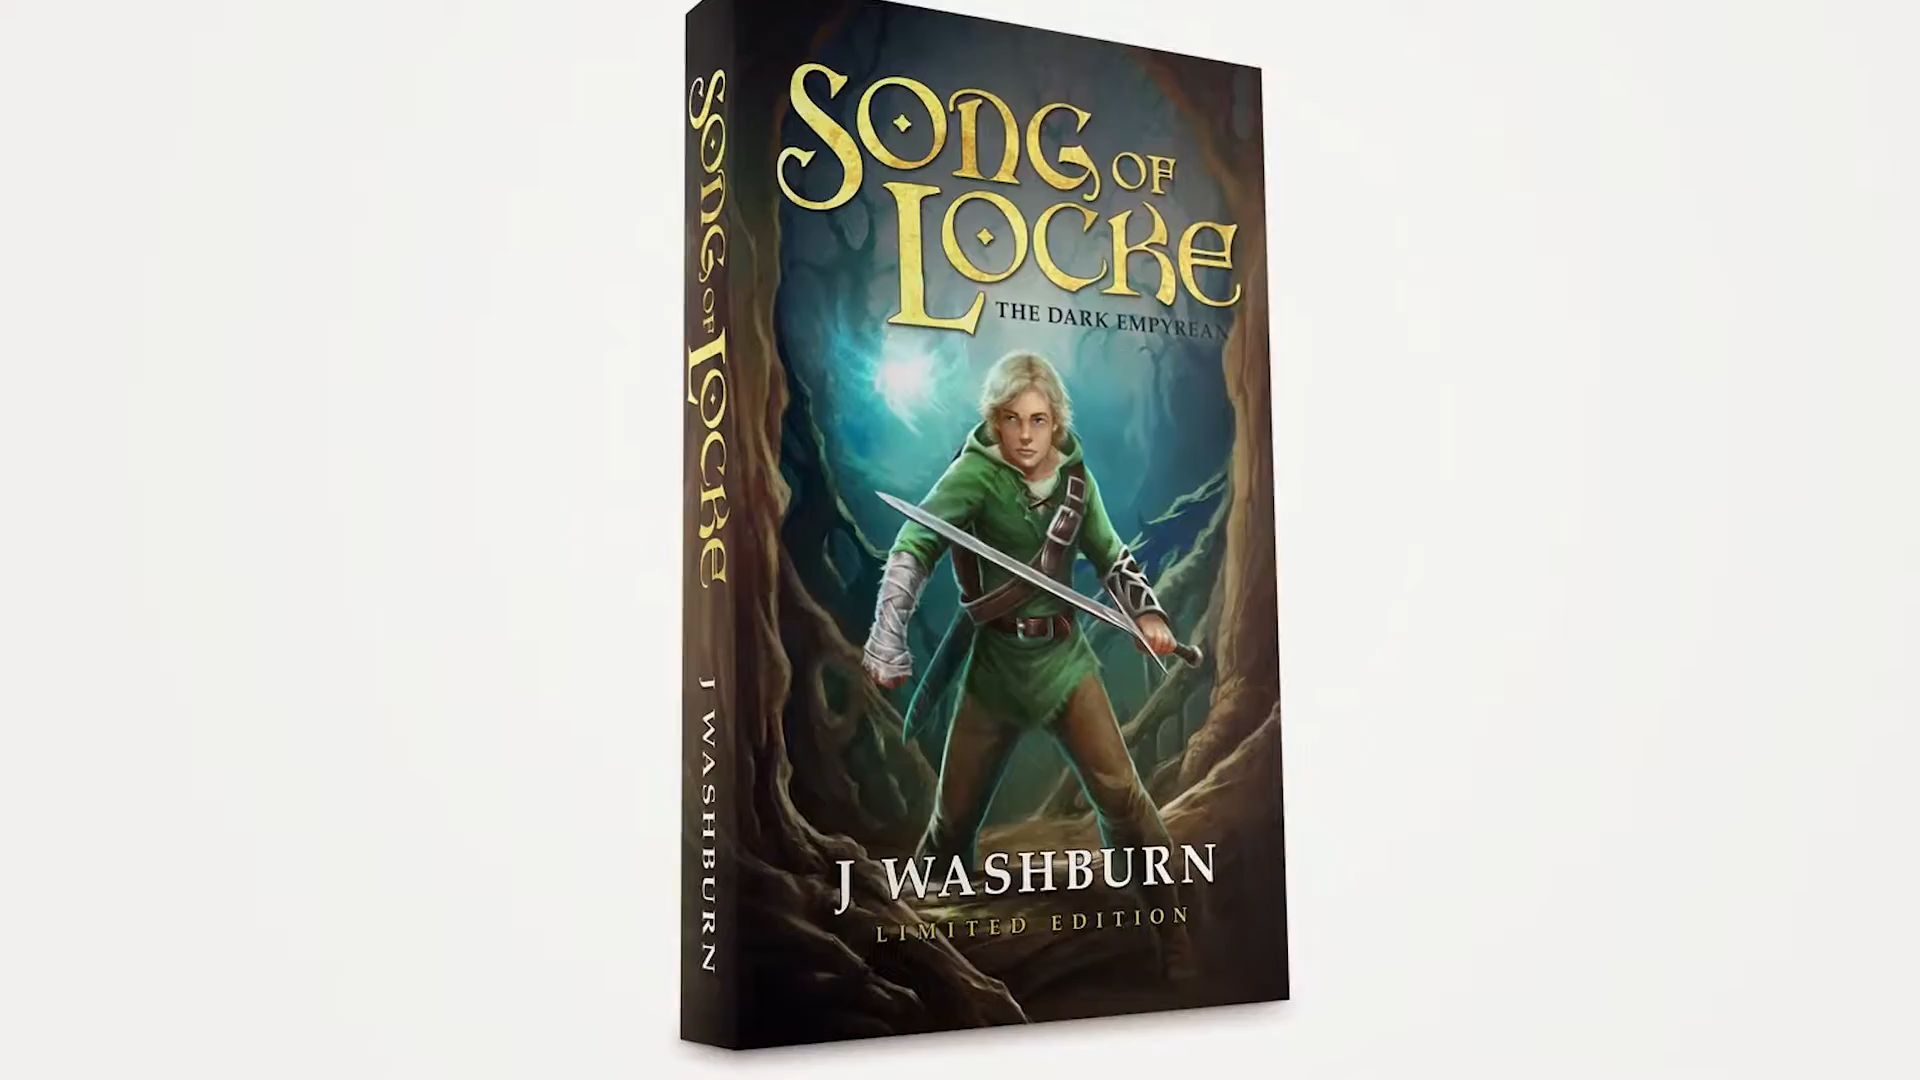 SONG OF
LOCKE
THE DARK EMPYREAN
J WASHBURN
LIMITED EDITION
SONG OF LOCKE J WASHBURN